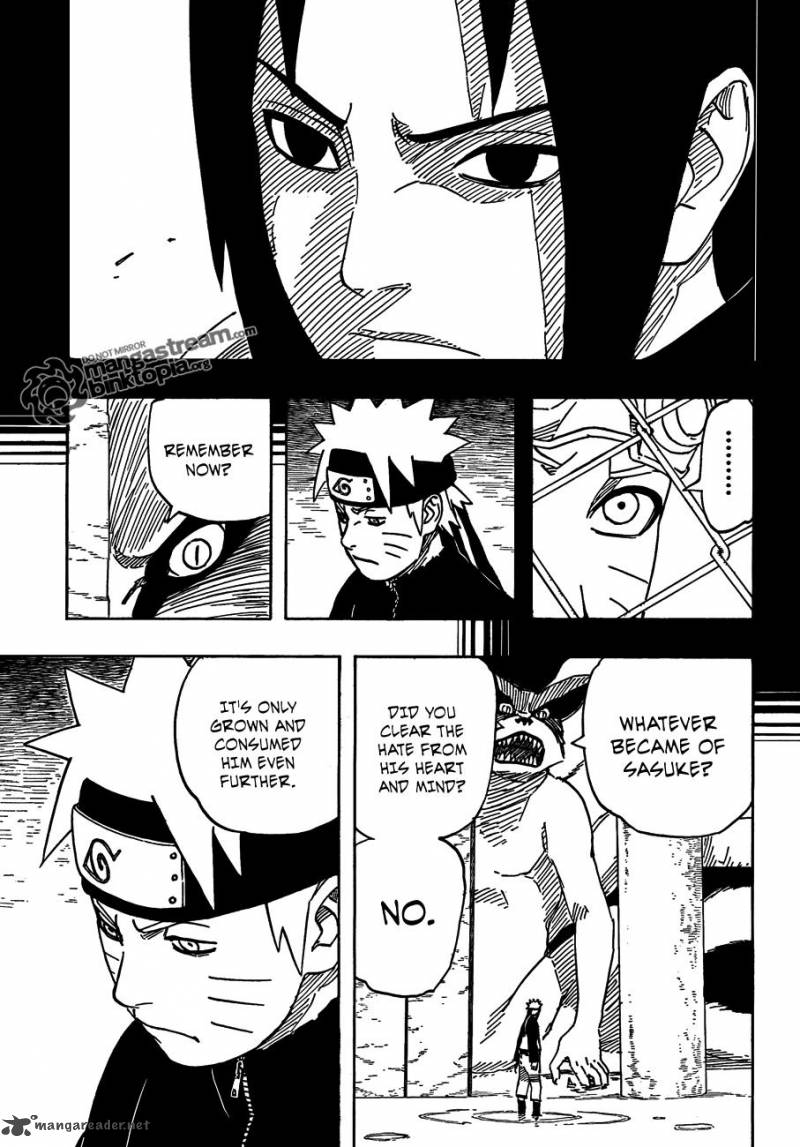 DO NOT MIRROR
mangastream.com
binktopia.org
........
REMEMBER
NOW?
WHATEVER
BECAME OF
SASUKE?
DID YOU
CLEAR THE
HATE FROM
HIS HEART
AND MIND?
NO.
IT'S ONLY
GROWN AND
CONSUMED
HIM EVEN
FURTHER.
mangareader.net